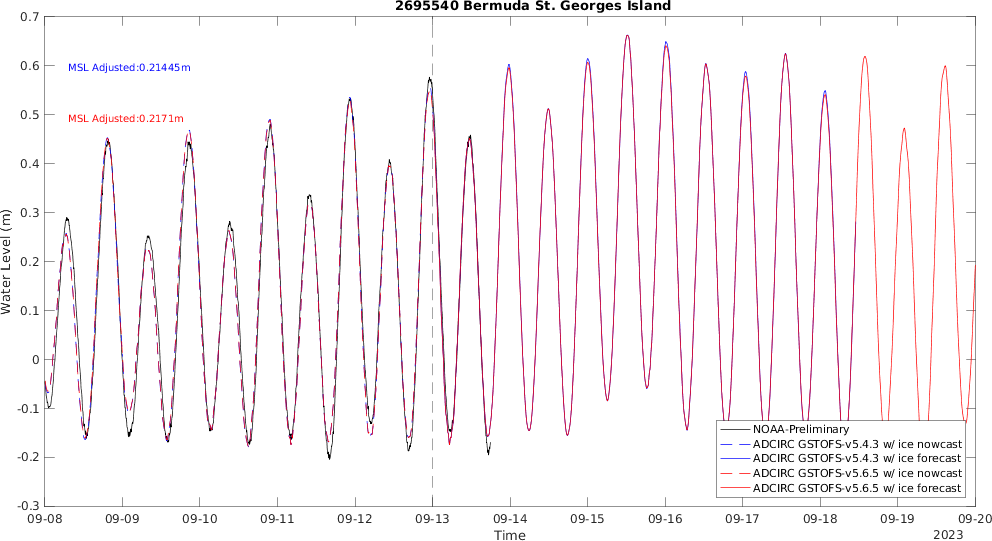 2695540 Bermuda St. Georges Island
0.7
0.6
0.5
0.4
0.3
0.2
0.1
0
-0.1
-0.2
-0.3
Water Level (m)
MSL Adjusted:0.21445m
MSL Adjusted:0.2171m
NOAA-Preliminary
ADCIRC GSTOFS-v5.4.3 w/ ice nowcast
ADCIRC GSTOFS-v5.4.3 w/ ice forecast
ADCIRC GSTOFS-v5.6.5 w/ ice nowcast
ADCIRC GSTOFS-v5.6.5 w/ ice forecast
09-08 09-09 09-10 09-11 09-12 09-13 09-14 09-15 09-16 09-17 09-18 09-19 09-20
Time
2023